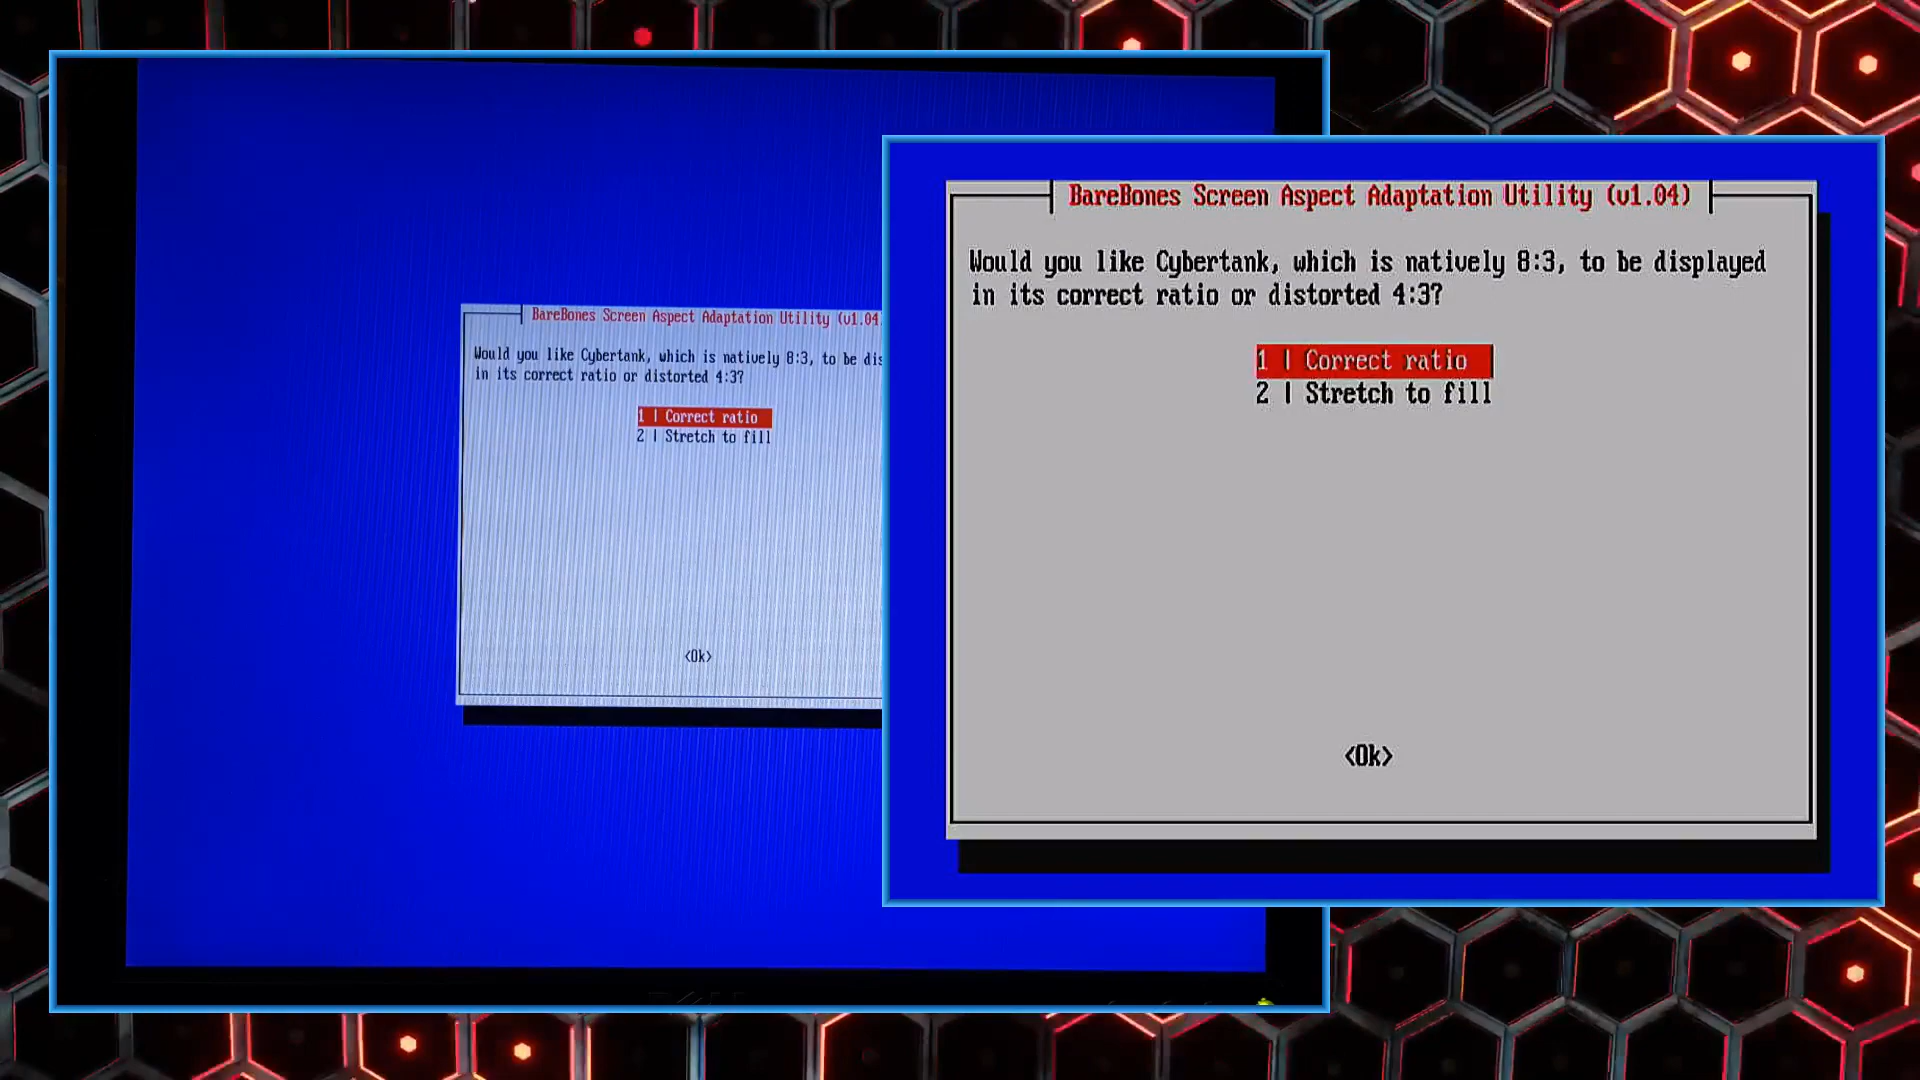 BareBones Screen Aspect Adaptation Utility (v1.04
Would you like Cybertank, which is natively 8:3, to be dis
in its correct ratio or distorted 4:3?
1 | Correct ratio
2 | Stretch to fill
<Ok>
BareBones Screen Aspect Adaptation Utility (v1.04)
Would you like Cybertank, which is natively 8:3, to be displayed
in its correct ratio or distorted 4:3?
1 | Correct ratio
2 | Stretch to fill
<Ok>